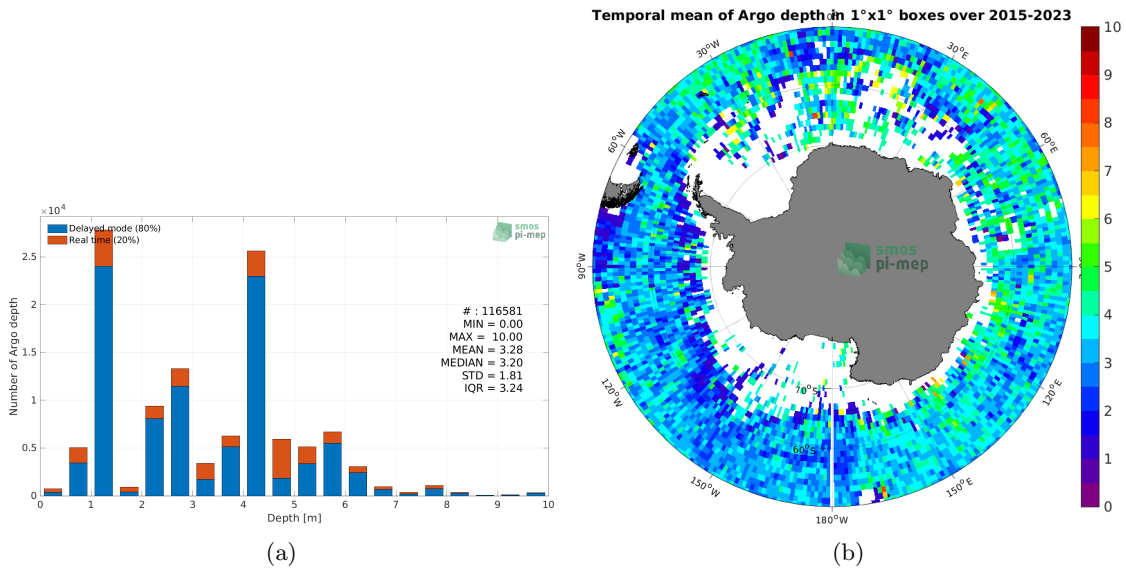 Temporal mean of Argo depth in 1°x1° boxes over 2015-2023
×10⁴
Delayed mode (80%)
Real time (20%)
smos
pi-mep
# : 116581
MIN = 0.00
MAX = 10.00
MEAN = 3.28
MEDIAN = 3.20
STD = 1.81
IQR = 3.24
2.5
2
1.5
1
0.5
0
Number of Argo depth
0 1 2 3 4 5 6 7 8 9 10
Depth [m]
(a)
30°W
30°E
60°W
60°E
90°W
smos
pi-mep
120°W
120°E
70°S
60°S
150°W
150°E
180°W
10
9
8
7
6
5
4
3
2
1
0
(b)